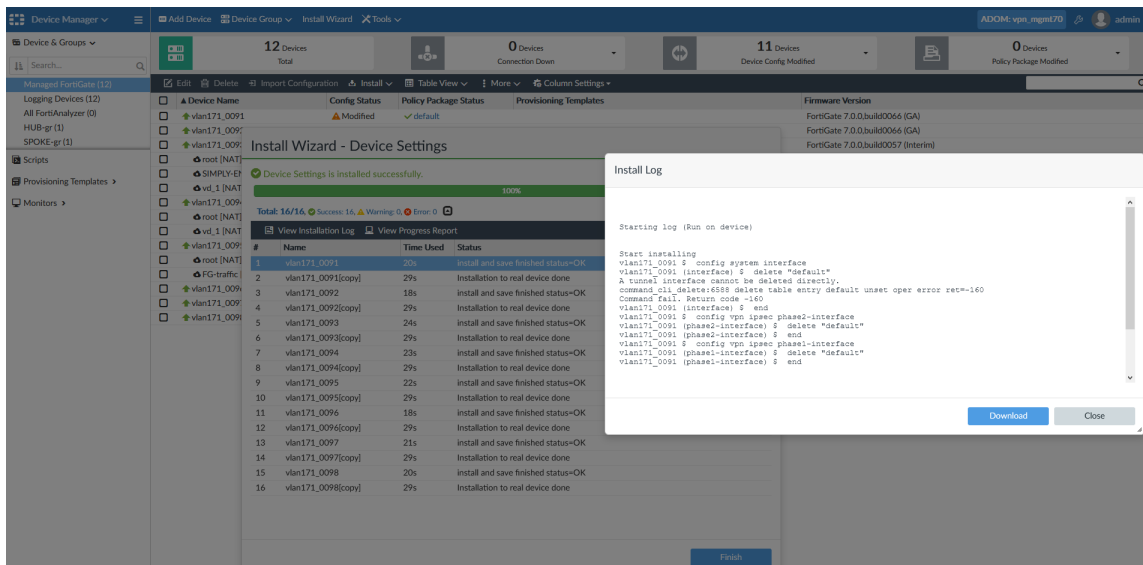 Device Manager
Add Device Device Group Install Wizard Tools
ADOM: vpn_mgmt70 admin
Device & Groups
Search...
Managed FortiGate (12)
Logging Devices (12)
All FortiAnalyzer (0)
HUB-gr (1)
SPOKE-gr (1)
Scripts
Provisioning Templates
Monitors
12 Devices
Total
0 Devices
Connection Down
11 Devices
Device Config Modified
0 Devices
Policy Package Modified
Edit Delete Import Configuration Install Table View More Column Settings
Device Name Config Status Policy Package Status Provisioning Templates Firmware Version
vlan171_0091 Modified default FortiGate 7.0.0,build0066 (GA)
FortiGate 7.0.0,build0066 (GA)
FortiGate 7.0.0,build0057 (Interim)
root [NAT]
vd_1 [NAT
root [NAT]
vd_1 [NAT]
root [NAT]
FG-traffic
Install Wizard - Device Settings
Device Settings is installed successfully.
100%
Total: 16/16, Success: 16, Warning: 0, Error: 0
View Installation Log View Progress Report
# Name Time Used Status
1 vlan171_0091 20s install and save finished status=OK
2 vlan171_0091[copy] 29s Installation to real device done
3 vlan171_0092 18s install and save finished status=OK
4 vlan171_0092[copy] 29s Installation to real device done
5 vlan171_0093 24s install and save finished status=OK
6 vlan171_0093[copy] 29s Installation to real device done
7 vlan171_0094 23s install and save finished status=OK
8 vlan171_0094[copy] 29s Installation to real device done
9 vlan171_0095 22s install and save finished status=OK
10 vlan171_0095[copy] 29s Installation to real device done
11 vlan171_0096 18s install and save finished status=OK
12 vlan171_0096[copy] 29s Installation to real device done
13 vlan171_0097 21s install and save finished status=OK
14 vlan171_0097[copy] 29s Installation to real device done
15 vlan171_0098 20s install and save finished status=OK
16 vlan171_0098[copy] 29s Installation to real device done
Finish
Install Log
Starting log (Run on device)
Start installing
vlan171_0091 $ config system interface
vlan171_0091 (interface) $ delete "default"
A tunnel interface cannot be deleted directly.
command_cli_delete:6588 delete table entry default unset oper error ret=-160
Command fail. Return code -160
vlan171_0091 (interface) $ end
vlan171_0091 $ config vpn ipsec phase2-interface
vlan171_0091 (phase2-interface) $ delete "default"
vlan171_0091 (phase2-interface) $ end
vlan171_0091 $ config vpn ipsec phase1-interface
vlan171_0091 (phase1-interface) $ delete "default"
vlan171_0091 (phase1-interface) $ end
Download Close